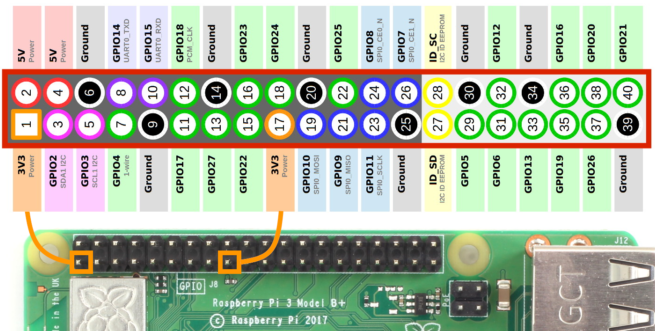 5V Power
5V Power
Ground
GPIO14 UART0_TXD
GPIO15 UART0_RXD
GPIO18 PCM_CLK
Ground
GPIO23
GPIO24
Ground
GPIO25
GPIO8 SPI0_CE0_N
GPIO7 SPI0_CE1_N
ID_SC I2C ID EEPROM
Ground
GPIO12
Ground
GPIO16
GPIO20
GPIO21
2 4 6 8 10 12 14 16 18 20 22 24 26 28 30 32 34 36 38 40
1 3 5 7 9 11 13 15 17 19 21 23 25 27 29 31 33 35 37 39
3V3 Power
GPIO2 SDA1 I2C
GPIO3 SCL1 I2C
GPIO4 1-wire
Ground
GPIO17
GPIO27
GPIO22
3V3 Power
GPIO10 SPI0_MOSI
GPIO9 SPI0_MISO
GPIO11 SPI0_SCLK
Ground
ID_SD I2C ID EEPROM
GPIO5
GPIO6
GPIO13
GPIO19
GPIO26
Ground
J12
GPIO J8
Raspberry Pi 3 Model B+
© Raspberry Pi 2017
e in the UK
PoE
GCT